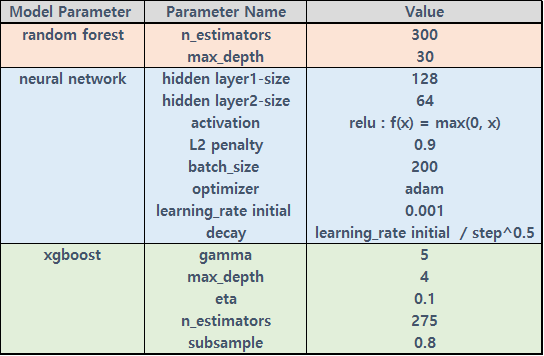 Model Parameter Parameter Name Value
random forest n_estimators 300
max_depth 30
neural network hidden layer1-size 128
hidden layer2-size 64
activation relu : f(x) = max(0, x)
L2 penalty 0.9
batch_size 200
optimizer adam
learning_rate initial 0.001
decay learning_rate initial / step^0.5
xgboost gamma 5
max_depth 4
eta 0.1
n_estimators 275
subsample 0.8